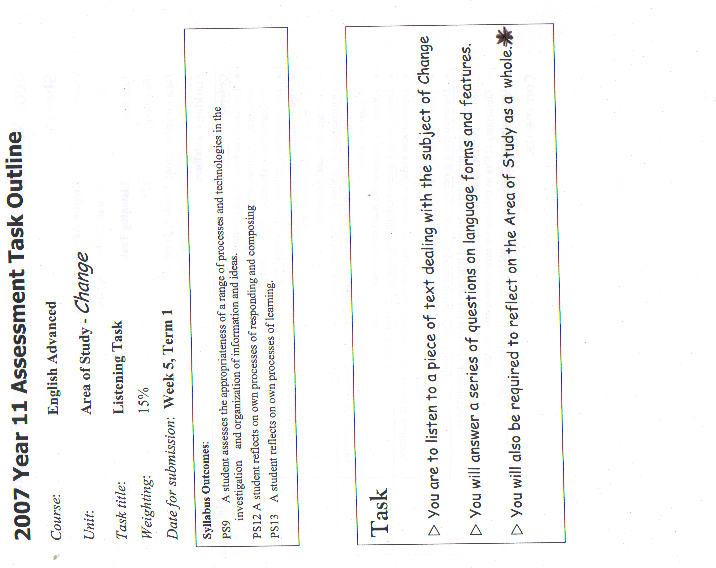 2007 Year 11 Assessment Task Outline
Course: English Advanced
Unit: Area of Study - Change
Task title: Listening Task
Weighting: 15%
Date for submission: Week 5, Term 1
Syllabus Outcomes:
PS9 A student assesses the appropriateness of a range of processes and technologies in the
investigation and organization of information and ideas.
PS12 A student reflects on own processes of responding and composing
PS13 A student reflects on own processes of learning.
Task
▷ You are to listen to a piece of text dealing with the subject of Change
▷ You will answer a series of questions on language forms and features.
▷ You will also be required to reflect on the Area of Study as a whole.*